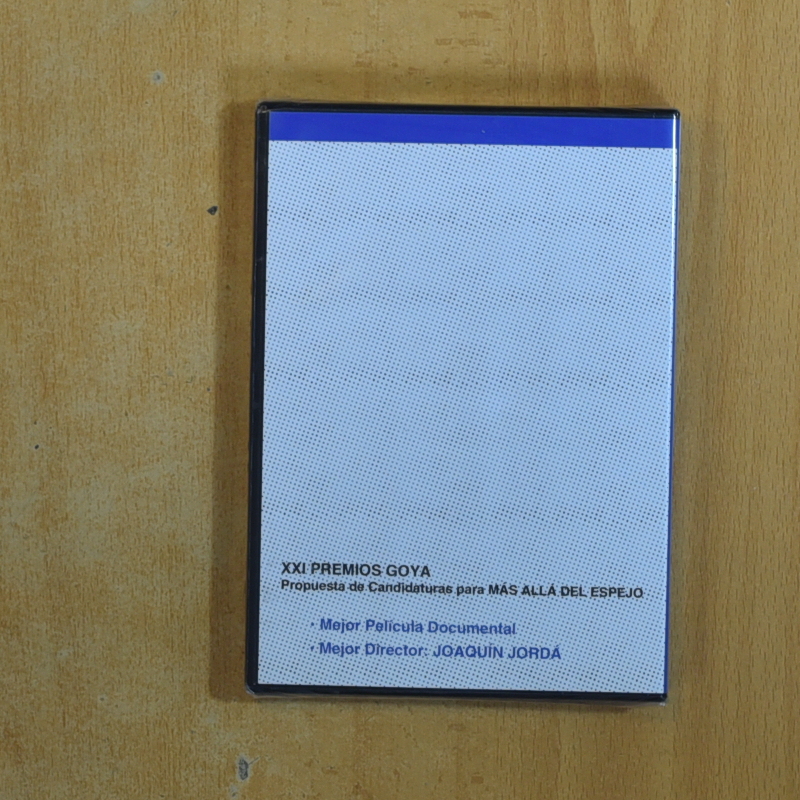 XXI PREMIOS GOYA
Propuesta de Candidaturas para MÁS ALLÁ DEL ESPEJO
· Mejor Película Documental
· Mejor Director: JOAQUÍN JORDÁ